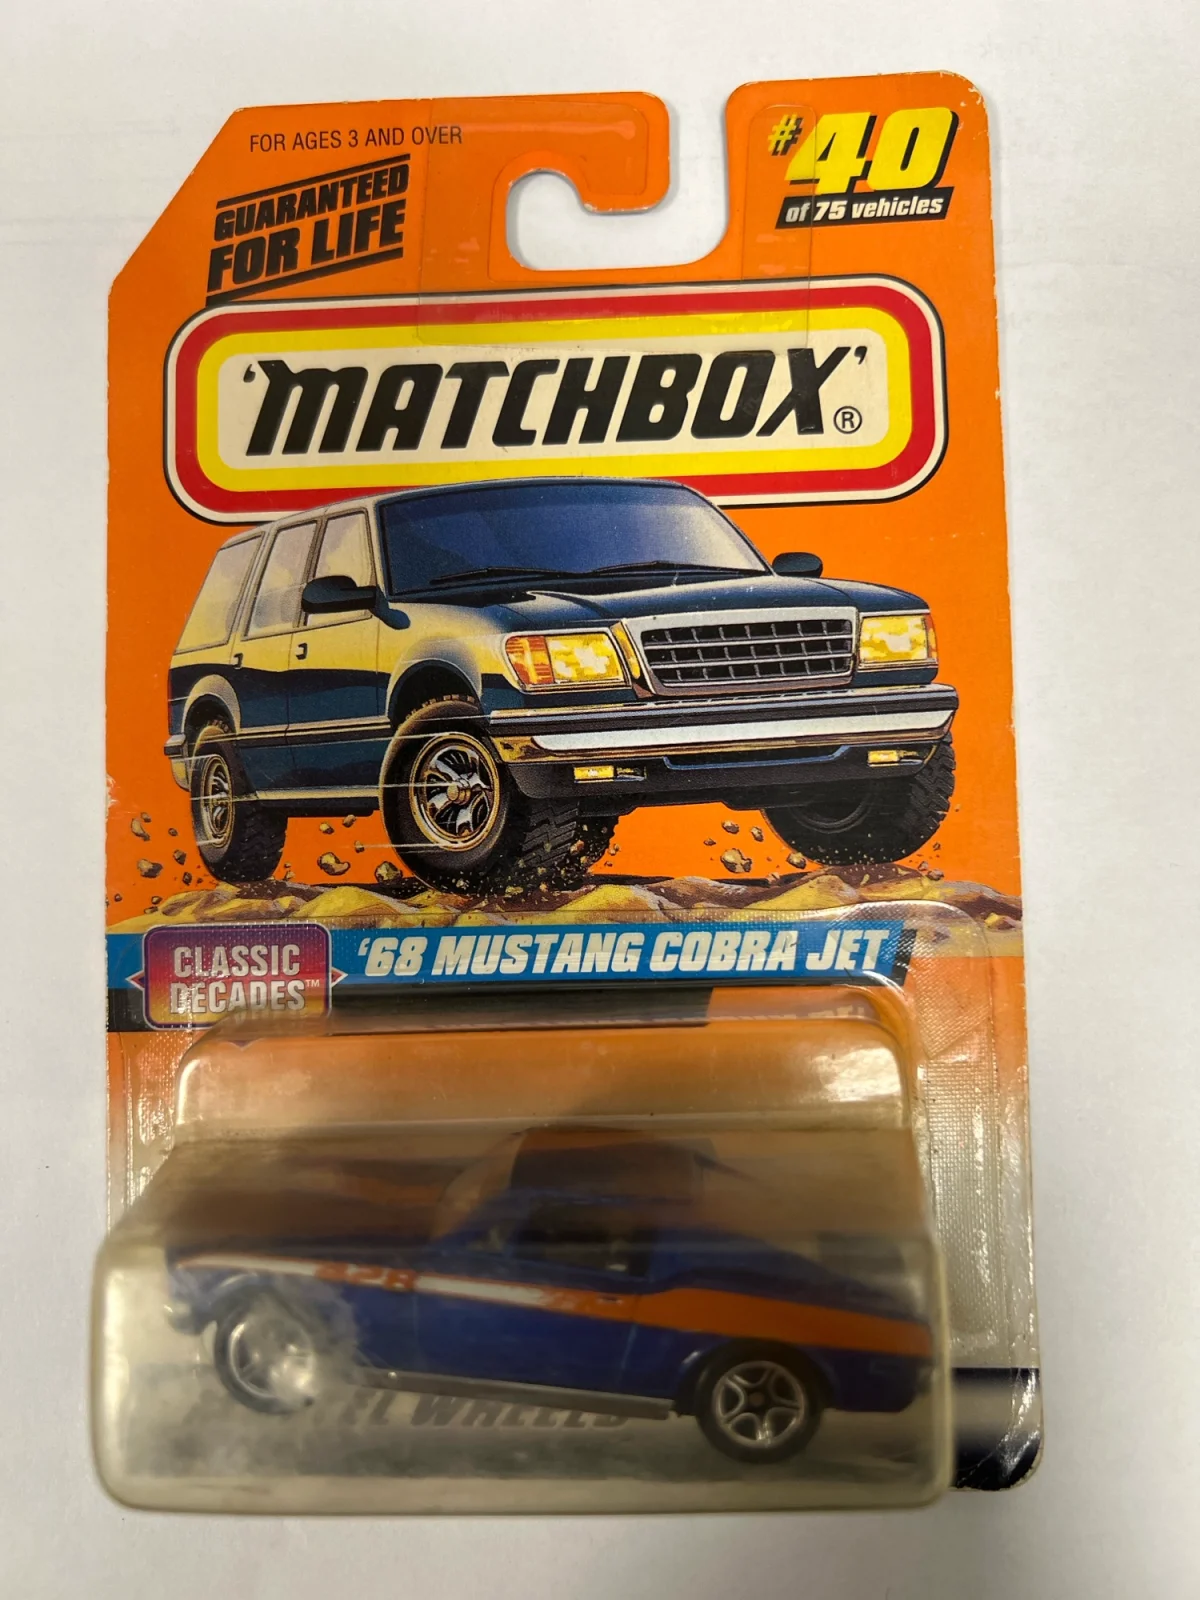 FOR AGES 3 AND OVER
GUARANTEED
FOR LIFE
#40
of 75 vehicles
'MATCHBOX'®
CLASSIC
DECADES™
'68 MUSTANG COBRA JET
428